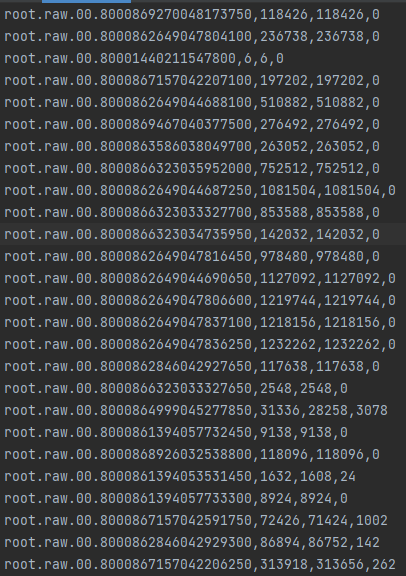 root.raw.00.8000869270048173750,118426,118426,0
root.raw.00.8000862649047804100,236738,236738,0
root.raw.00.80001440211547800,6,6,0
root.raw.00.8000867157042207100,197202,197202,0
root.raw.00.8000862649044688100,510882,510882,0
root.raw.00.8000869467040377500,276492,276492,0
root.raw.00.8000863586038049700,263052,263052,0
root.raw.00.8000866323035952000,752512,752512,0
root.raw.00.8000862649044687250,1081504,1081504,0
root.raw.00.8000866323033327700,853588,853588,0
root.raw.00.8000866323034735950,142032,142032,0
root.raw.00.8000862649047816450,978480,978480,0
root.raw.00.8000862649044690650,1127092,1127092,0
root.raw.00.8000862649047806600,1219744,1219744,0
root.raw.00.8000862649047837100,1218156,1218156,0
root.raw.00.8000862649047836250,1232262,1232262,0
root.raw.00.8000862846042927650,117638,117638,0
root.raw.00.8000866323033327650,2548,2548,0
root.raw.00.8000864999045277850,31336,28258,3078
root.raw.00.8000861394057732450,9138,9138,0
root.raw.00.8000868926032538800,118096,118096,0
root.raw.00.8000861394053531450,1632,1608,24
root.raw.00.8000861394057733300,8924,8924,0
root.raw.00.8000867157042591750,72426,71424,1002
root.raw.00.8000862846042929300,86894,86752,142
root.raw.00.8000867157042206250,313918,313656,262